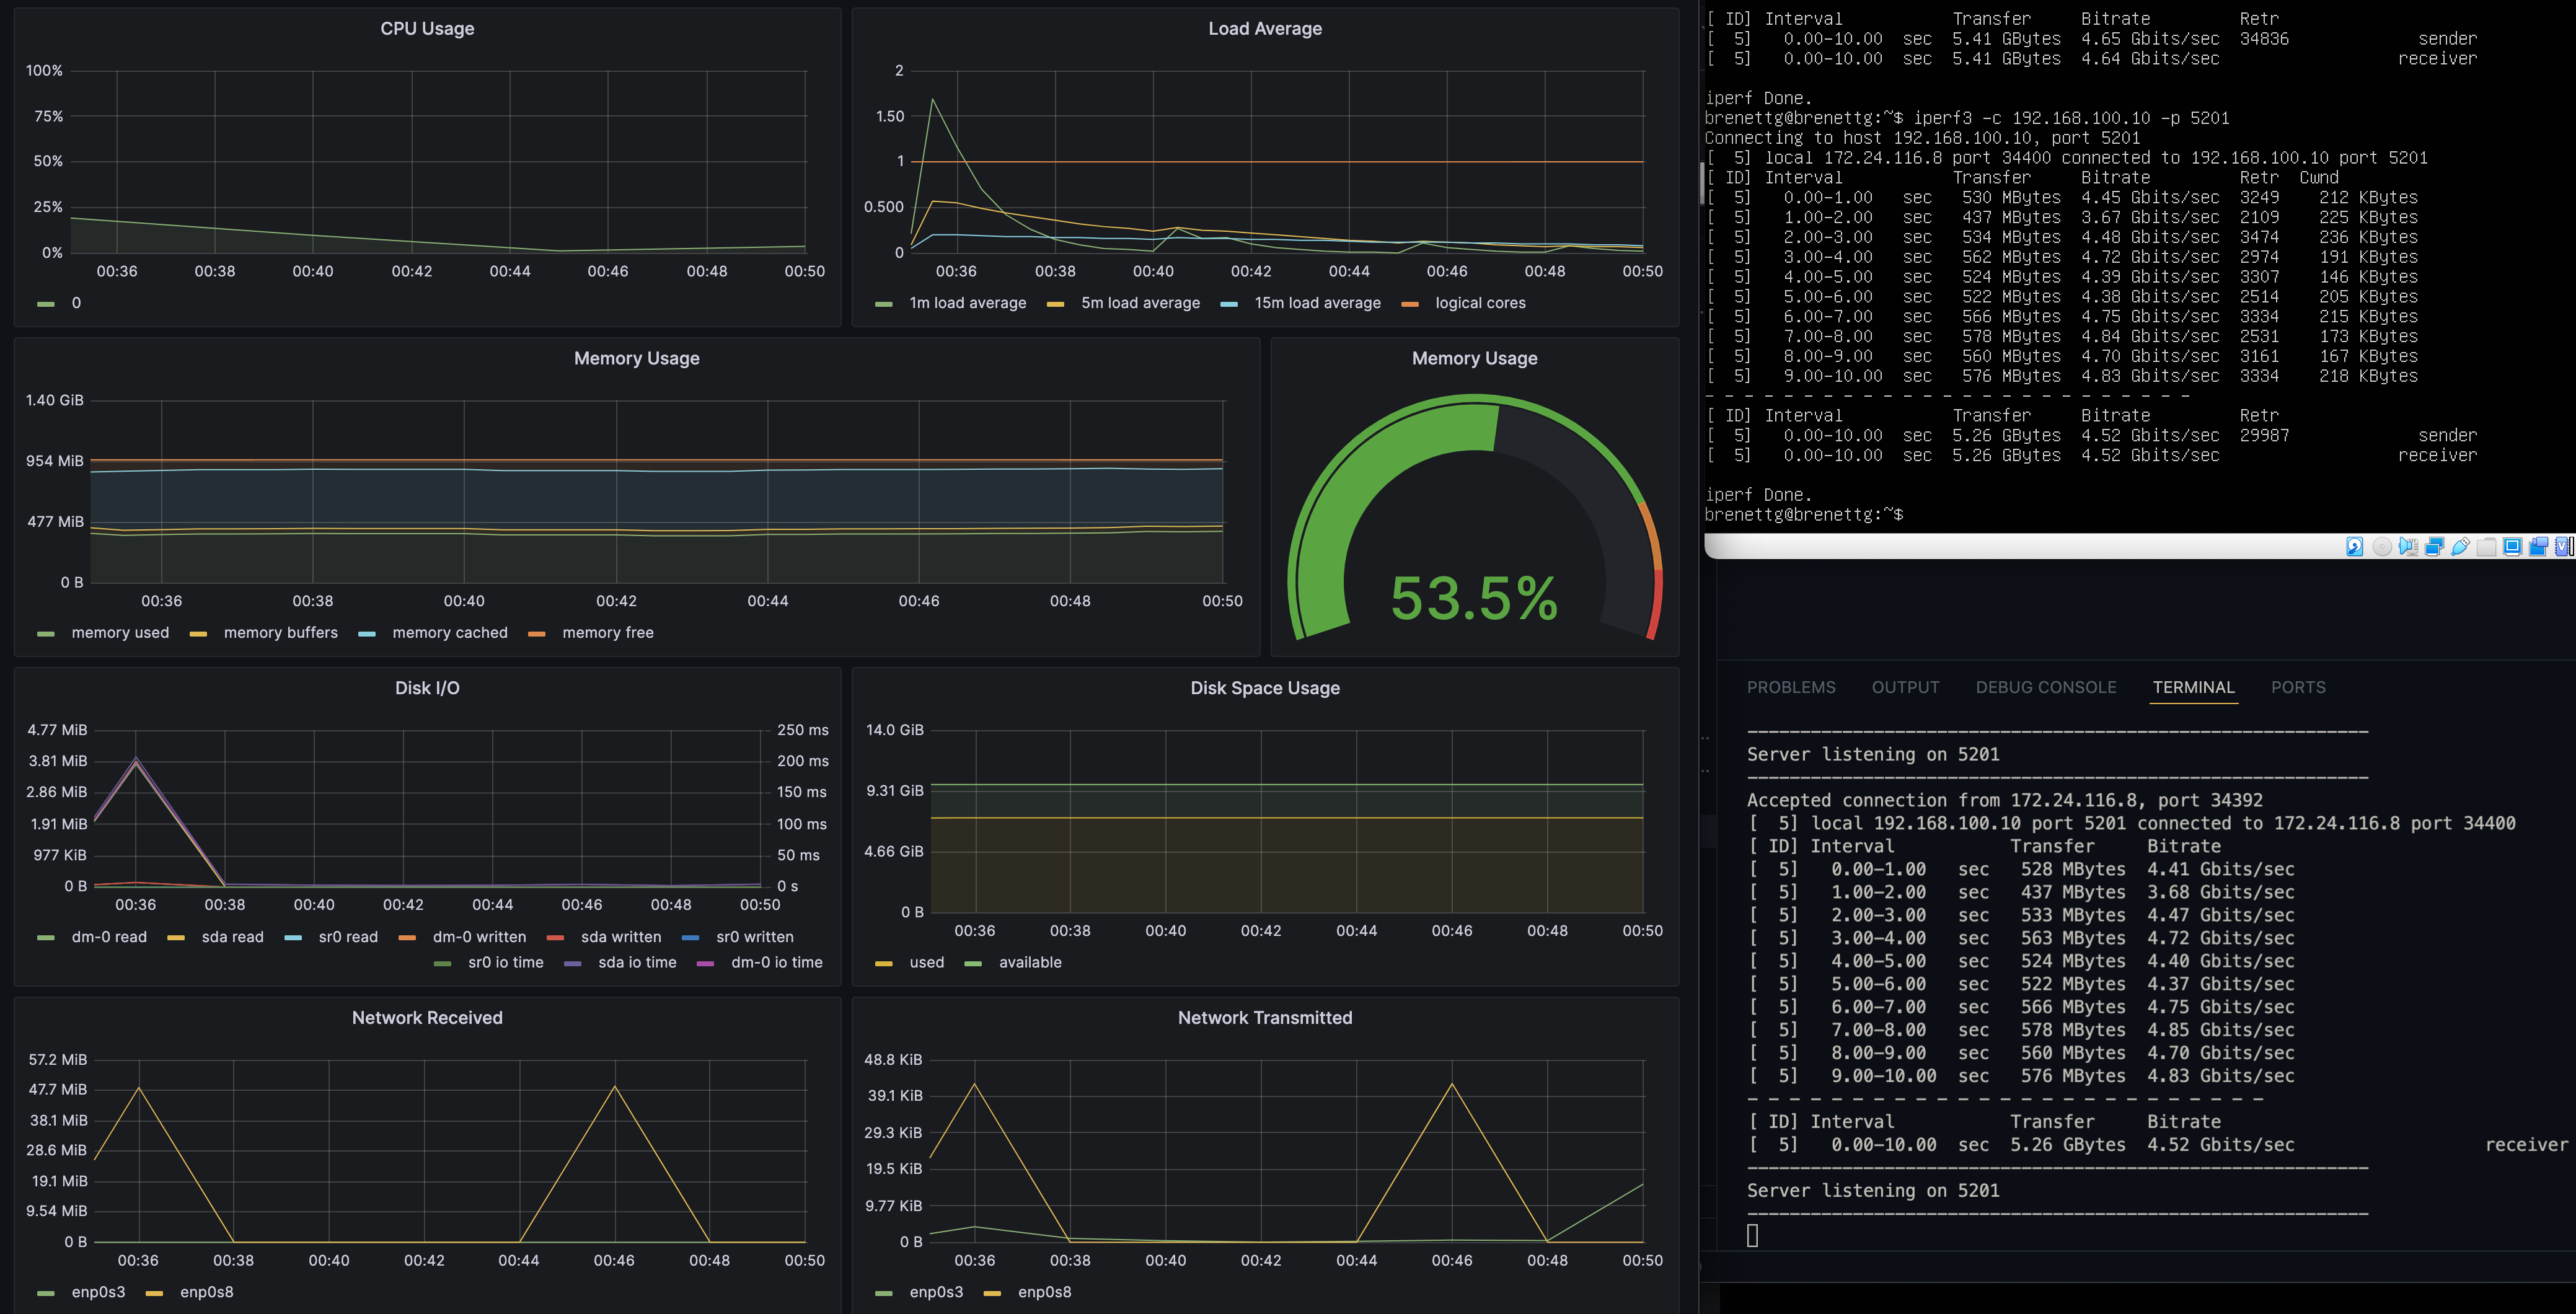 CPU Usage
100%
75%
50%
25%
0%
00:36 00:38 00:40 00:42 00:44 00:46 00:48 00:50
0
Load Average
2
1.50
1
0.500
0
00:36 00:38 00:40 00:42 00:44 00:46 00:48 00:50
1m load average 5m load average 15m load average logical cores
Memory Usage
1.40 GiB
954 MiB
477 MiB
0 B
00:36 00:38 00:40 00:42 00:44 00:46 00:48 00:50
memory used memory buffers memory cached memory free
Memory Usage
53.5%
Disk I/O
4.77 MiB 250 ms
3.81 MiB 200 ms
2.86 MiB 150 ms
1.91 MiB 100 ms
977 KiB 50 ms
0 B 0 s
00:36 00:38 00:40 00:42 00:44 00:46 00:48 00:50
dm-0 read sda read sr0 read dm-0 written sda written sr0 written
sr0 io time sda io time dm-0 io time
Disk Space Usage
14.0 GiB
9.31 GiB
4.66 GiB
0 B
00:36 00:38 00:40 00:42 00:44 00:46 00:48 00:50
used available
Network Received
57.2 MiB
47.7 MiB
38.1 MiB
28.6 MiB
19.1 MiB
9.54 MiB
0 B
00:36 00:38 00:40 00:42 00:44 00:46 00:48 00:50
enp0s3 enp0s8
Network Transmitted
48.8 KiB
39.1 KiB
29.3 KiB
19.5 KiB
9.77 KiB
0 B
00:36 00:38 00:40 00:42 00:44 00:46 00:48 00:50
enp0s3 enp0s8
[ ID] Interval Transfer Bitrate Retr
[ 5] 0.00-10.00 sec 5.41 GBytes 4.65 Gbits/sec 34836 sender
[ 5] 0.00-10.00 sec 5.41 GBytes 4.64 Gbits/sec receiver
iperf Done.
brenettg@brenettg:~$ iperf3 -c 192.168.100.10 -p 5201
Connecting to host 192.168.100.10, port 5201
[ 5] local 172.24.116.8 port 34400 connected to 192.168.100.10 port 5201
[ ID] Interval Transfer Bitrate Retr Cwnd
[ 5] 0.00-1.00 sec 530 MBytes 4.45 Gbits/sec 3249 212 KBytes
[ 5] 1.00-2.00 sec 437 MBytes 3.67 Gbits/sec 2109 225 KBytes
[ 5] 2.00-3.00 sec 534 MBytes 4.48 Gbits/sec 3474 236 KBytes
[ 5] 3.00-4.00 sec 562 MBytes 4.72 Gbits/sec 2974 191 KBytes
[ 5] 4.00-5.00 sec 524 MBytes 4.39 Gbits/sec 3307 146 KBytes
[ 5] 5.00-6.00 sec 522 MBytes 4.38 Gbits/sec 2514 205 KBytes
[ 5] 6.00-7.00 sec 566 MBytes 4.75 Gbits/sec 3334 215 KBytes
[ 5] 7.00-8.00 sec 578 MBytes 4.84 Gbits/sec 2531 173 KBytes
[ 5] 8.00-9.00 sec 560 MBytes 4.70 Gbits/sec 3161 167 KBytes
[ 5] 9.00-10.00 sec 576 MBytes 4.83 Gbits/sec 3334 218 KBytes
- - - - - - - - - - - - - - - - - - - - - - - - -
[ ID] Interval Transfer Bitrate Retr
[ 5] 0.00-10.00 sec 5.26 GBytes 4.52 Gbits/sec 29987 sender
[ 5] 0.00-10.00 sec 5.26 GBytes 4.52 Gbits/sec receiver
iperf Done.
brenettg@brenettg:~$
PROBLEMS OUTPUT DEBUG CONSOLE TERMINAL PORTS
-----------------------------------------------------------
Server listening on 5201
-----------------------------------------------------------
Accepted connection from 172.24.116.8, port 34392
[ 5] local 192.168.100.10 port 5201 connected to 172.24.116.8 port 34400
[ ID] Interval Transfer Bitrate
[ 5] 0.00-1.00 sec 528 MBytes 4.41 Gbits/sec
[ 5] 1.00-2.00 sec 437 MBytes 3.68 Gbits/sec
[ 5] 2.00-3.00 sec 533 MBytes 4.47 Gbits/sec
[ 5] 3.00-4.00 sec 563 MBytes 4.72 Gbits/sec
[ 5] 4.00-5.00 sec 524 MBytes 4.40 Gbits/sec
[ 5] 5.00-6.00 sec 522 MBytes 4.37 Gbits/sec
[ 5] 6.00-7.00 sec 566 MBytes 4.75 Gbits/sec
[ 5] 7.00-8.00 sec 578 MBytes 4.85 Gbits/sec
[ 5] 8.00-9.00 sec 560 MBytes 4.70 Gbits/sec
[ 5] 9.00-10.00 sec 576 MBytes 4.83 Gbits/sec
- - - - - - - - - - - - - - - - - - - - - - - - -
[ ID] Interval Transfer Bitrate
[ 5] 0.00-10.00 sec 5.26 GBytes 4.52 Gbits/sec receiver
-----------------------------------------------------------
Server listening on 5201
-----------------------------------------------------------